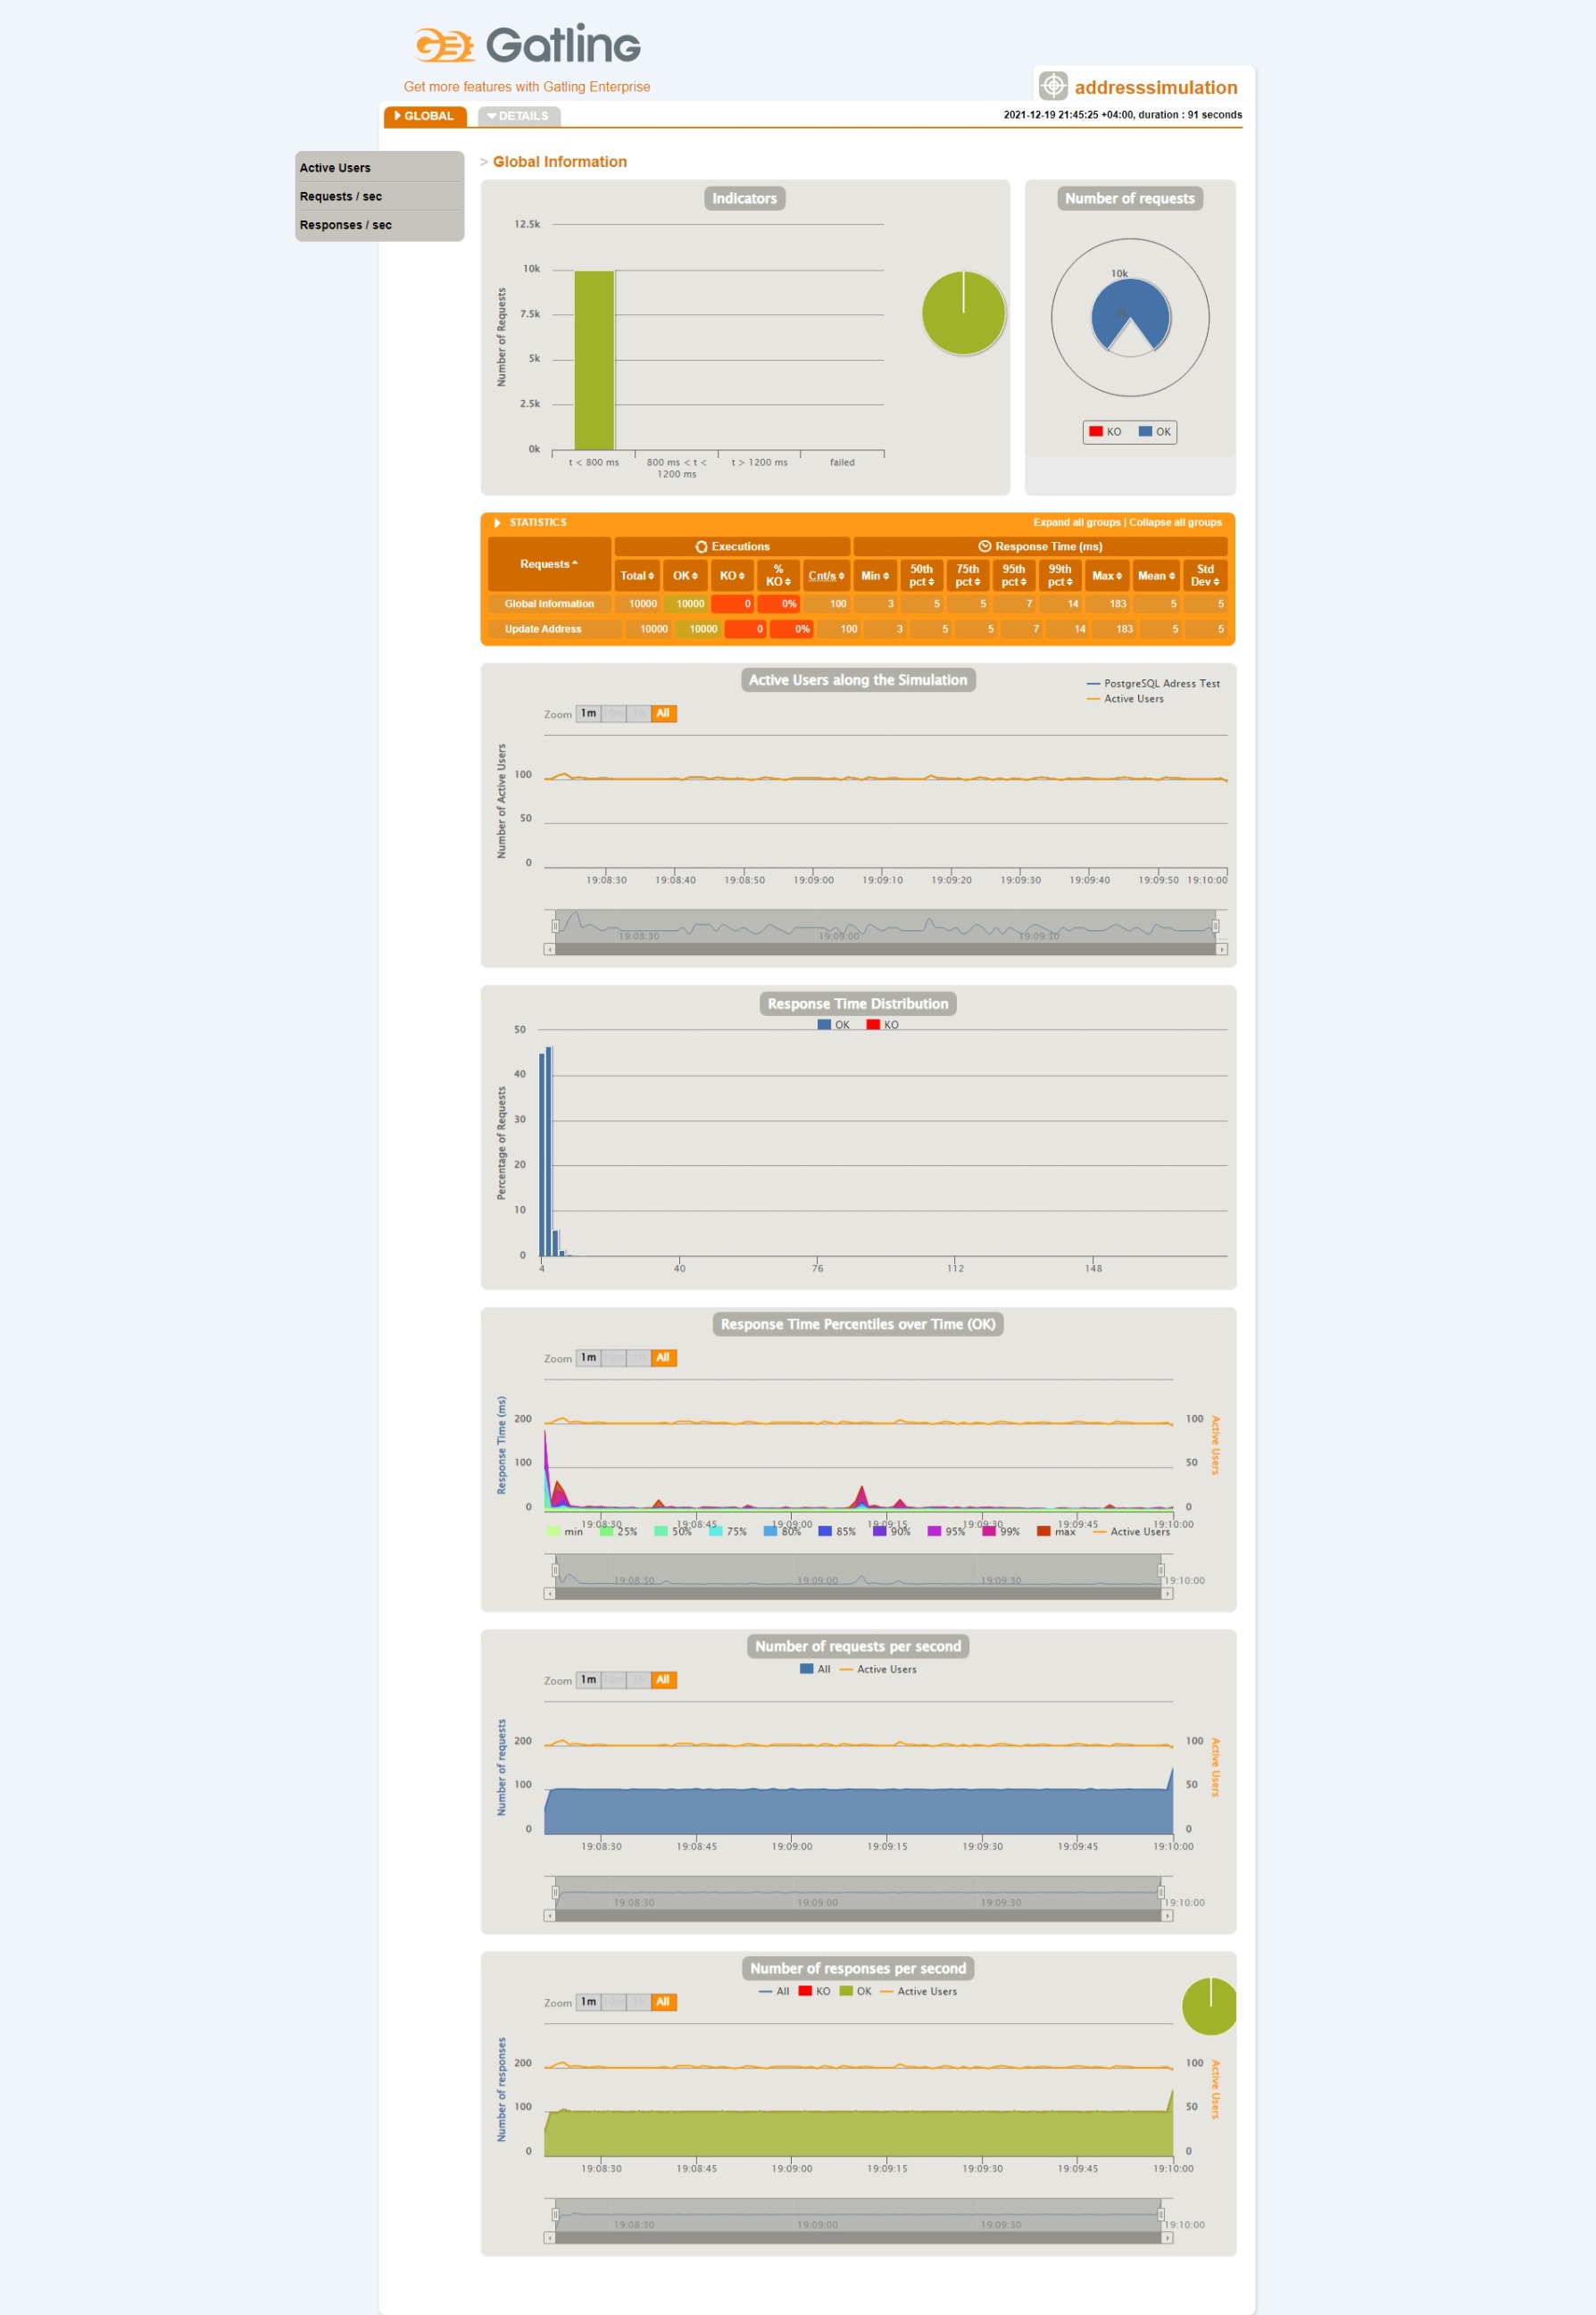 Gatling
Get more features with Gatling Enterprise
addresssimulation
GLOBAL DETAILS
2021-12-19 21:45:25 +04:00, duration : 91 seconds
Active Users
Requests / sec
Responses / sec
> Global Information
Indicators
Number of Requests
12.5k
10k
7.5k
5k
2.5k
0k
t < 800 ms
800 ms < t <
1200 ms
t > 1200 ms
failed
Number of requests
10k
KO OK
STATISTICS
Expand all groups | Collapse all groups
Requests
Executions
Response Time (ms)
Total OK KO % KO Cnt/s Min 50th pct 75th pct 95th pct 99th pct Max Mean Std Dev
Global Information 10000 10000 0 0% 100 3 5 5 7 14 183 5 5
Update Address 10000 10000 0 0% 100 3 5 5 7 14 183 5 5
Active Users along the Simulation
PostgreSQL Adress Test
Active Users
Zoom 1m All
Number of Active Users
100
50
0
19:08:30 19:08:40 19:08:50 19:09:00 19:09:10 19:09:20 19:09:30 19:09:40 19:09:50 19:10:00
19:08:30 19:09:00 19:09:30 ...
Response Time Distribution
OK KO
Percentage of Requests
50
40
30
20
10
0
4 40 76 112 148
Response Time Percentiles over Time (OK)
Zoom 1m All
Response Time (ms)
Active Users
200 100
100 50
0 0
19:08:30 19:08:45 19:09:00 19:09:15 19:09:30 19:09:45 19:10:00
min 25% 50% 75% 80% 85% 90% 95% 99% max Active Users
19:08:30 19:09:00 19:09:30 19:10:00
Number of requests per second
All Active Users
Zoom 1m All
Number of requests
Active Users
200 100
100 50
0 0
19:08:30 19:08:45 19:09:00 19:09:15 19:09:30 19:09:45 19:10:00
19:08:30 19:09:00 19:09:30 19:10:00
Number of responses per second
All KO OK Active Users
Zoom 1m All
Number of responses
Active Users
200 100
100 50
0 0
19:08:30 19:08:45 19:09:00 19:09:15 19:09:30 19:09:45 19:10:00
19:08:30 19:09:00 19:09:30 19:10:00